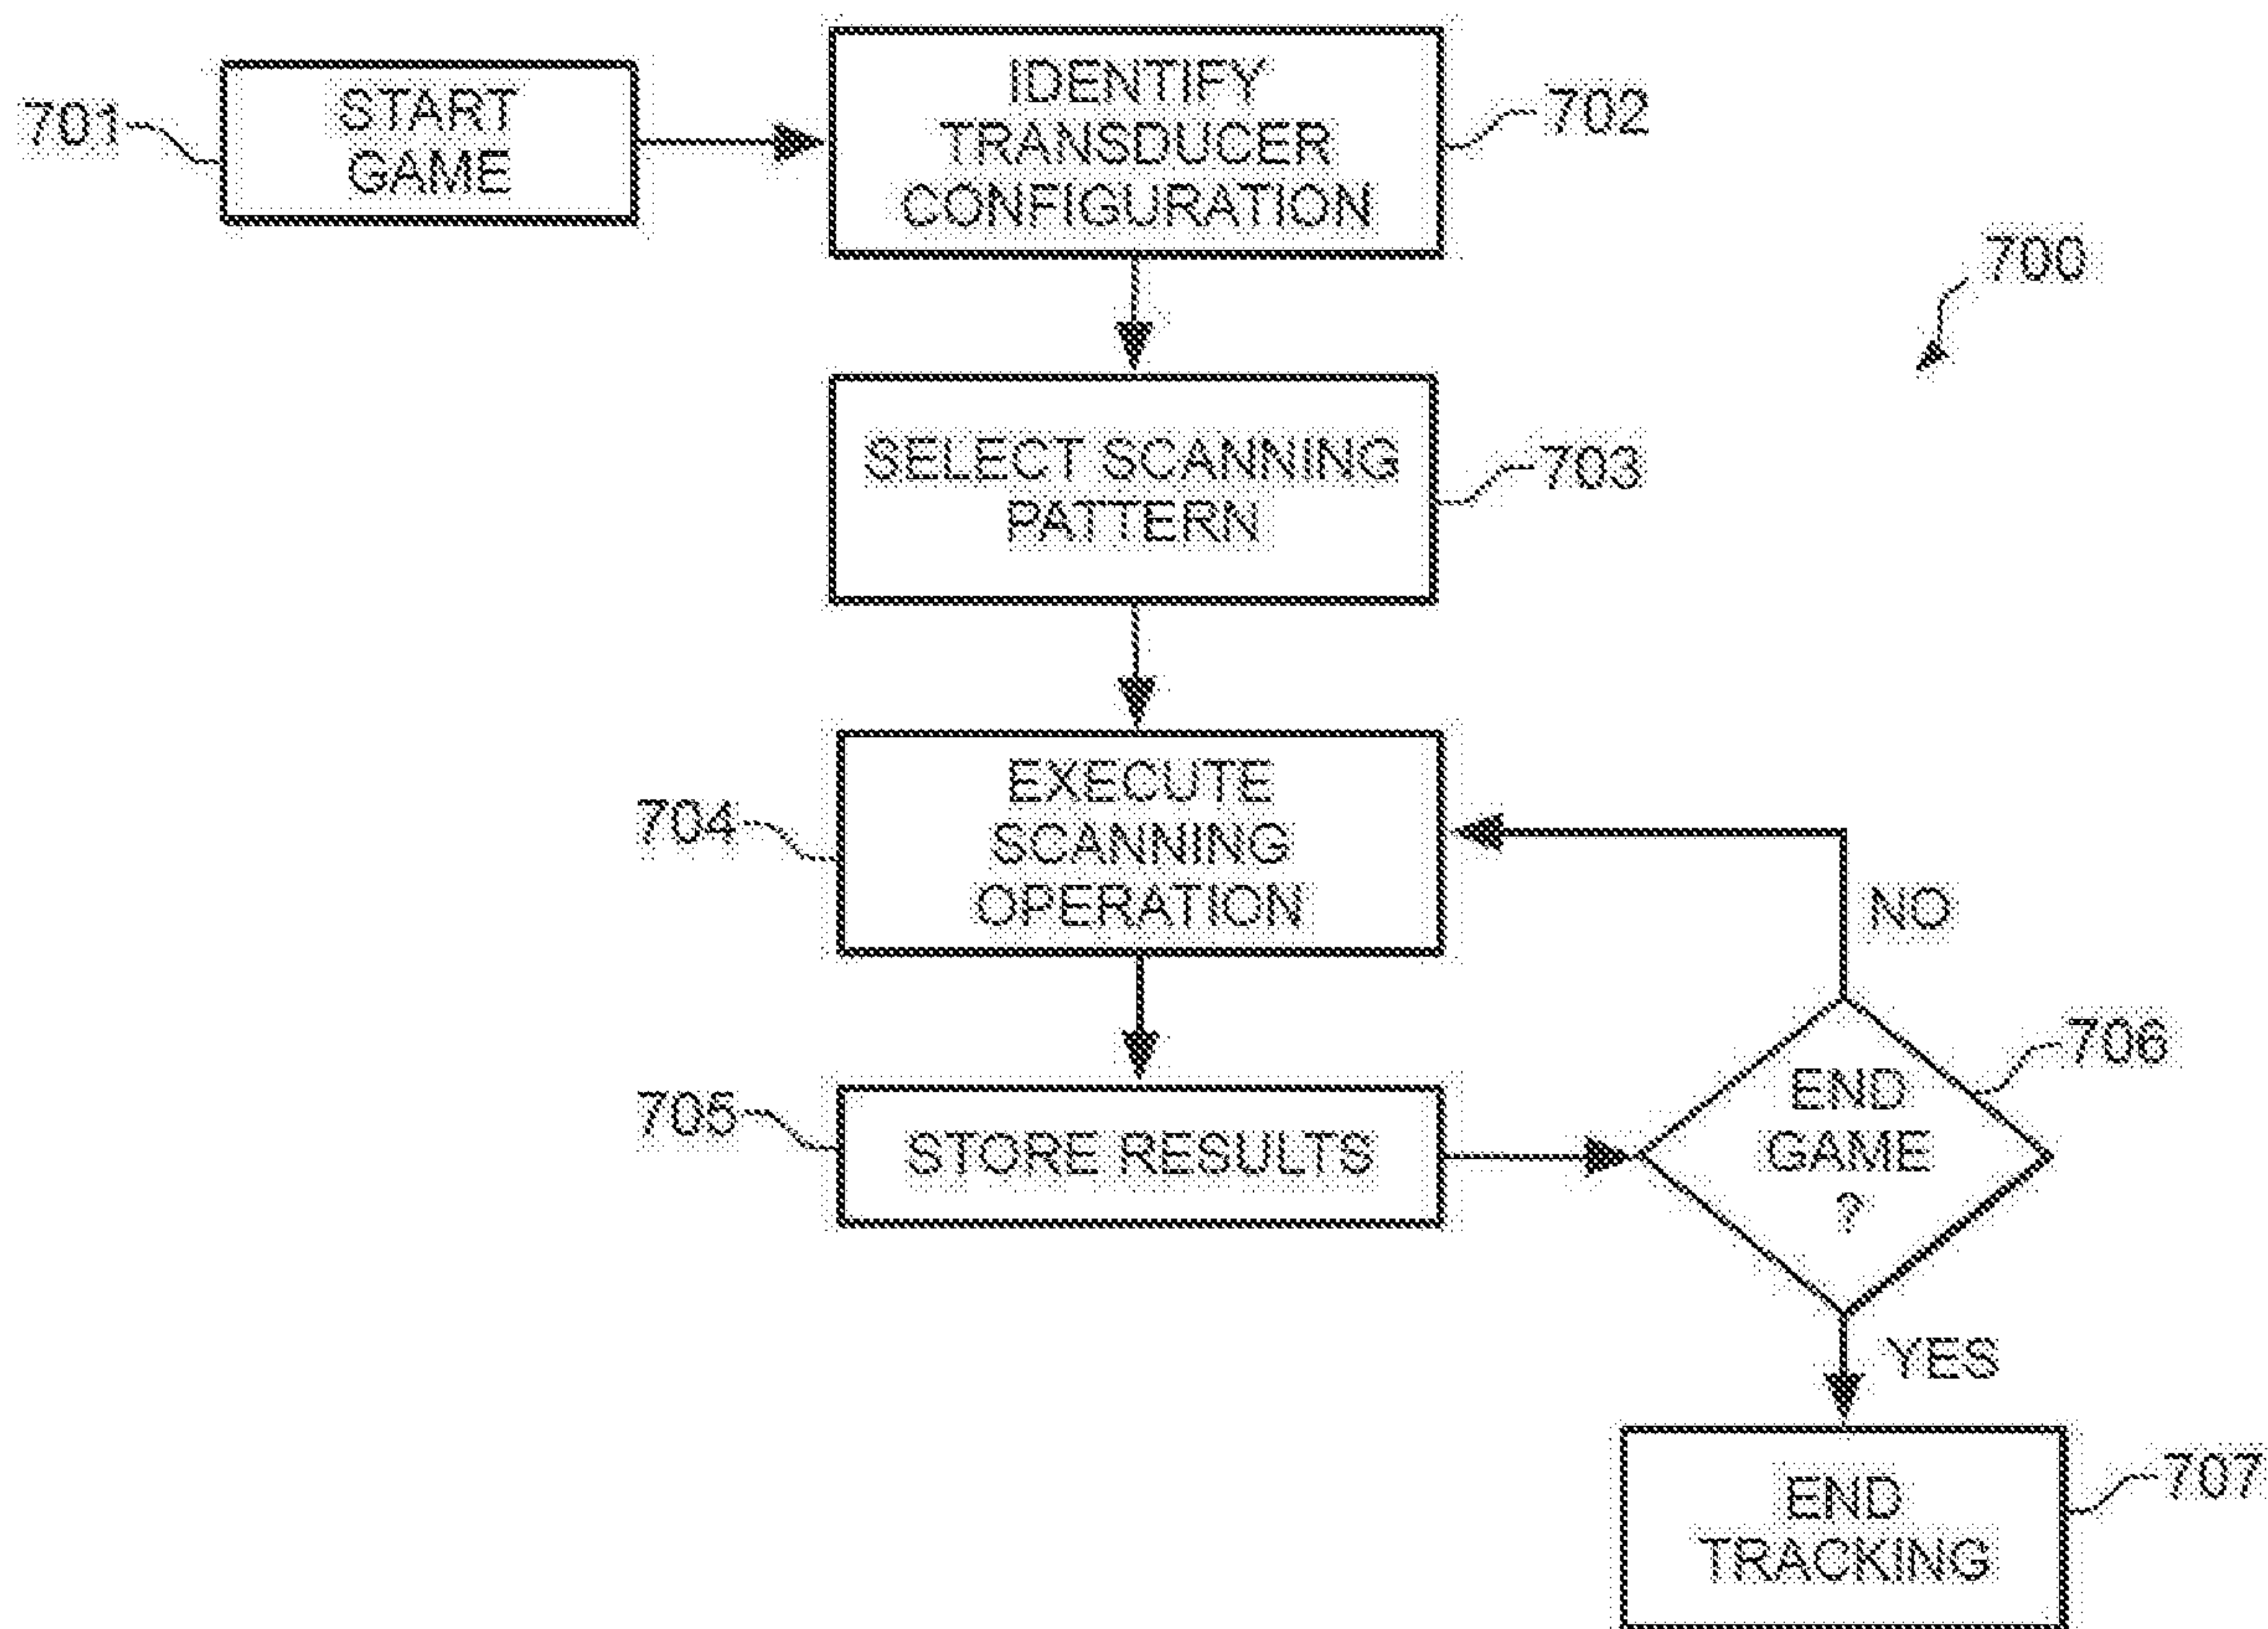 701
START
GAME
IDENTIFY
TRANSDUCER
CONFIGURATION
702
700
SELECT SCANNING
PATTERN
703
704
EXECUTE
SCANNING
OPERATION
NO
705
STORE RESULTS
END
GAME
?
706
YES
END
TRACKING
707